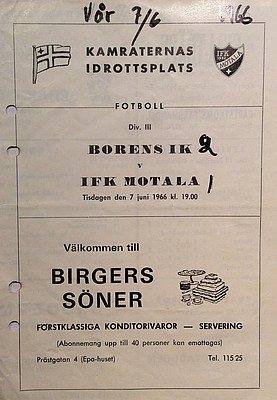 Vår 7/6 1966
KAMRATERNAS
IDROTTSPLATS
IFK
MOTALA
FOTBOLL
Div. III
BORENS IK 2
v
IFK MOTALA 1
Tisdagen den 7 juni 1966 kl. 19.00
Välkommen till
BIRGERS
SÖNER
FÖRSTKLASSIGA KONDITORIVAROR — SERVERING
(Abonnemang upp till 40 personer kan emottagas)
Prästgatan 4 (Epa-huset) Tel. 115 25